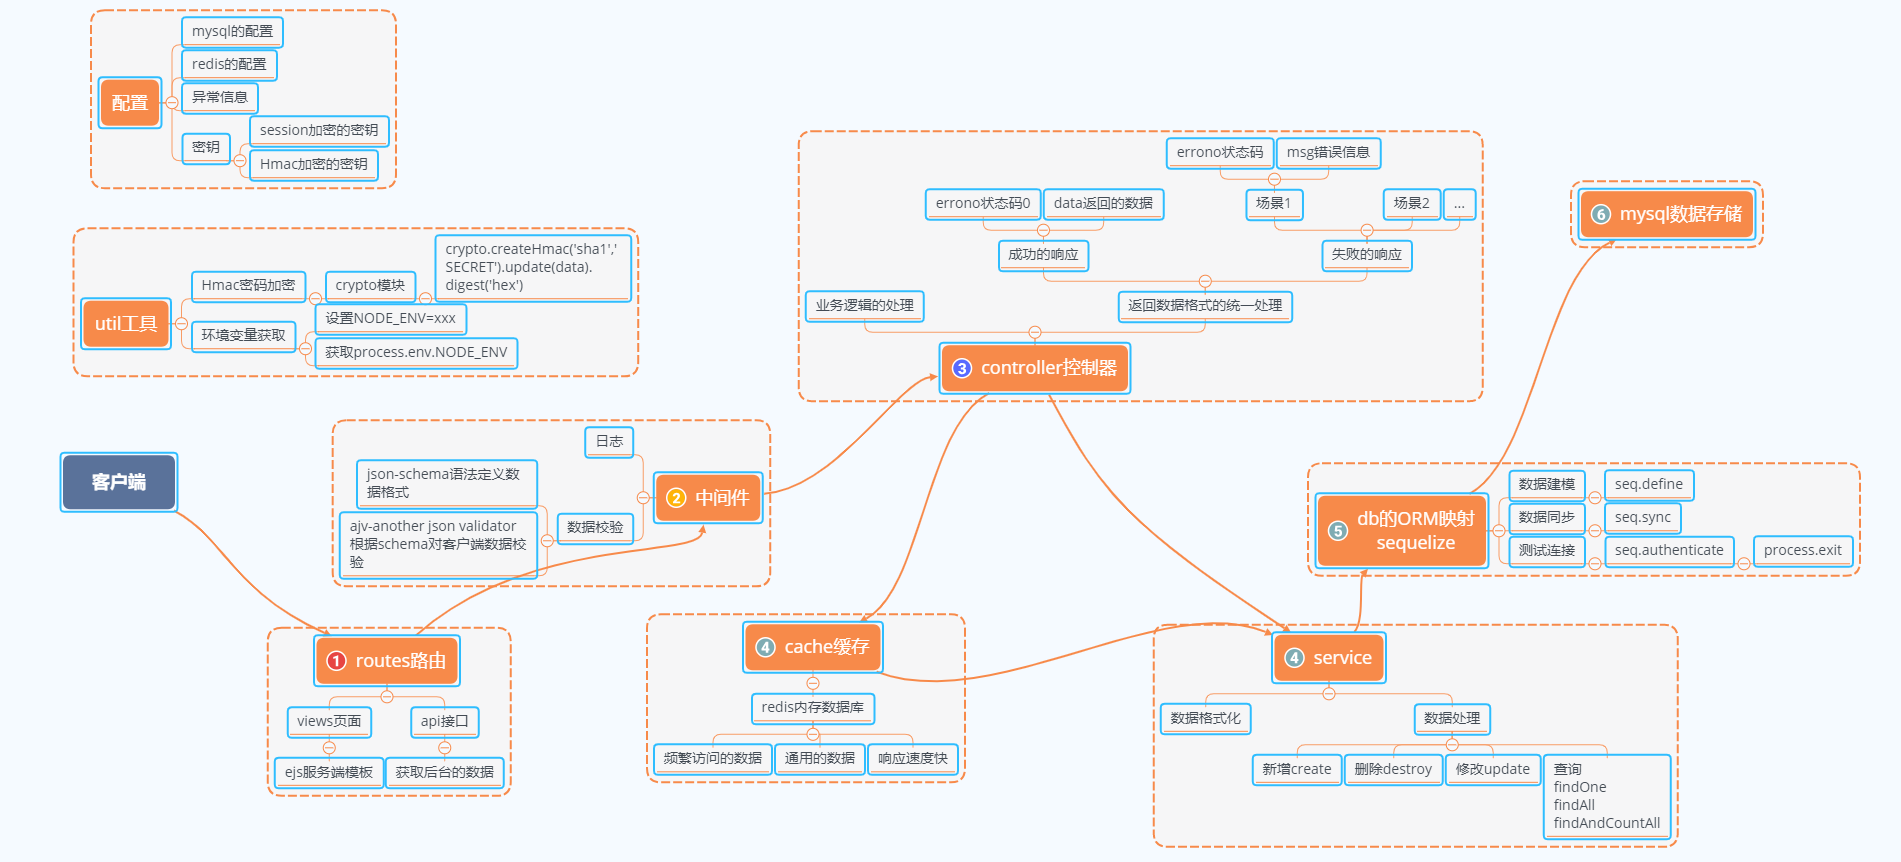 配置
mysql的配置
redis的配置
异常信息
密钥
session加密的密钥
Hmac加密的密钥
util工具
Hmac密码加密
crypto模块
crypto.createHmac('sha1','
SECRET').update(data).
digest('hex')
环境变量获取
设置NODE_ENV=xxx
获取process.env.NODE_ENV
客户端
1 routes路由
views页面
ejs服务端模板
api接口
获取后台的数据
2 中间件
日志
数据校验
json-schema语法定义数
据格式
ajv-another json validator
根据schema对客户端数据校
验
3 controller控制器
业务逻辑的处理
返回数据格式的统一处理
成功的响应
errono状态码0
data返回的数据
失败的响应
场景1
errono状态码
msg错误信息
场景2
...
4 cache缓存
redis内存数据库
频繁访问的数据
通用的数据
响应速度快
4 service
数据格式化
数据处理
新增create
删除destroy
修改update
查询
findOne
findAll
findAndCountAll
5 db的ORM映射
sequelize
数据建模
seq.define
数据同步
seq.sync
测试连接
seq.authenticate
process.exit
6 mysql数据存储